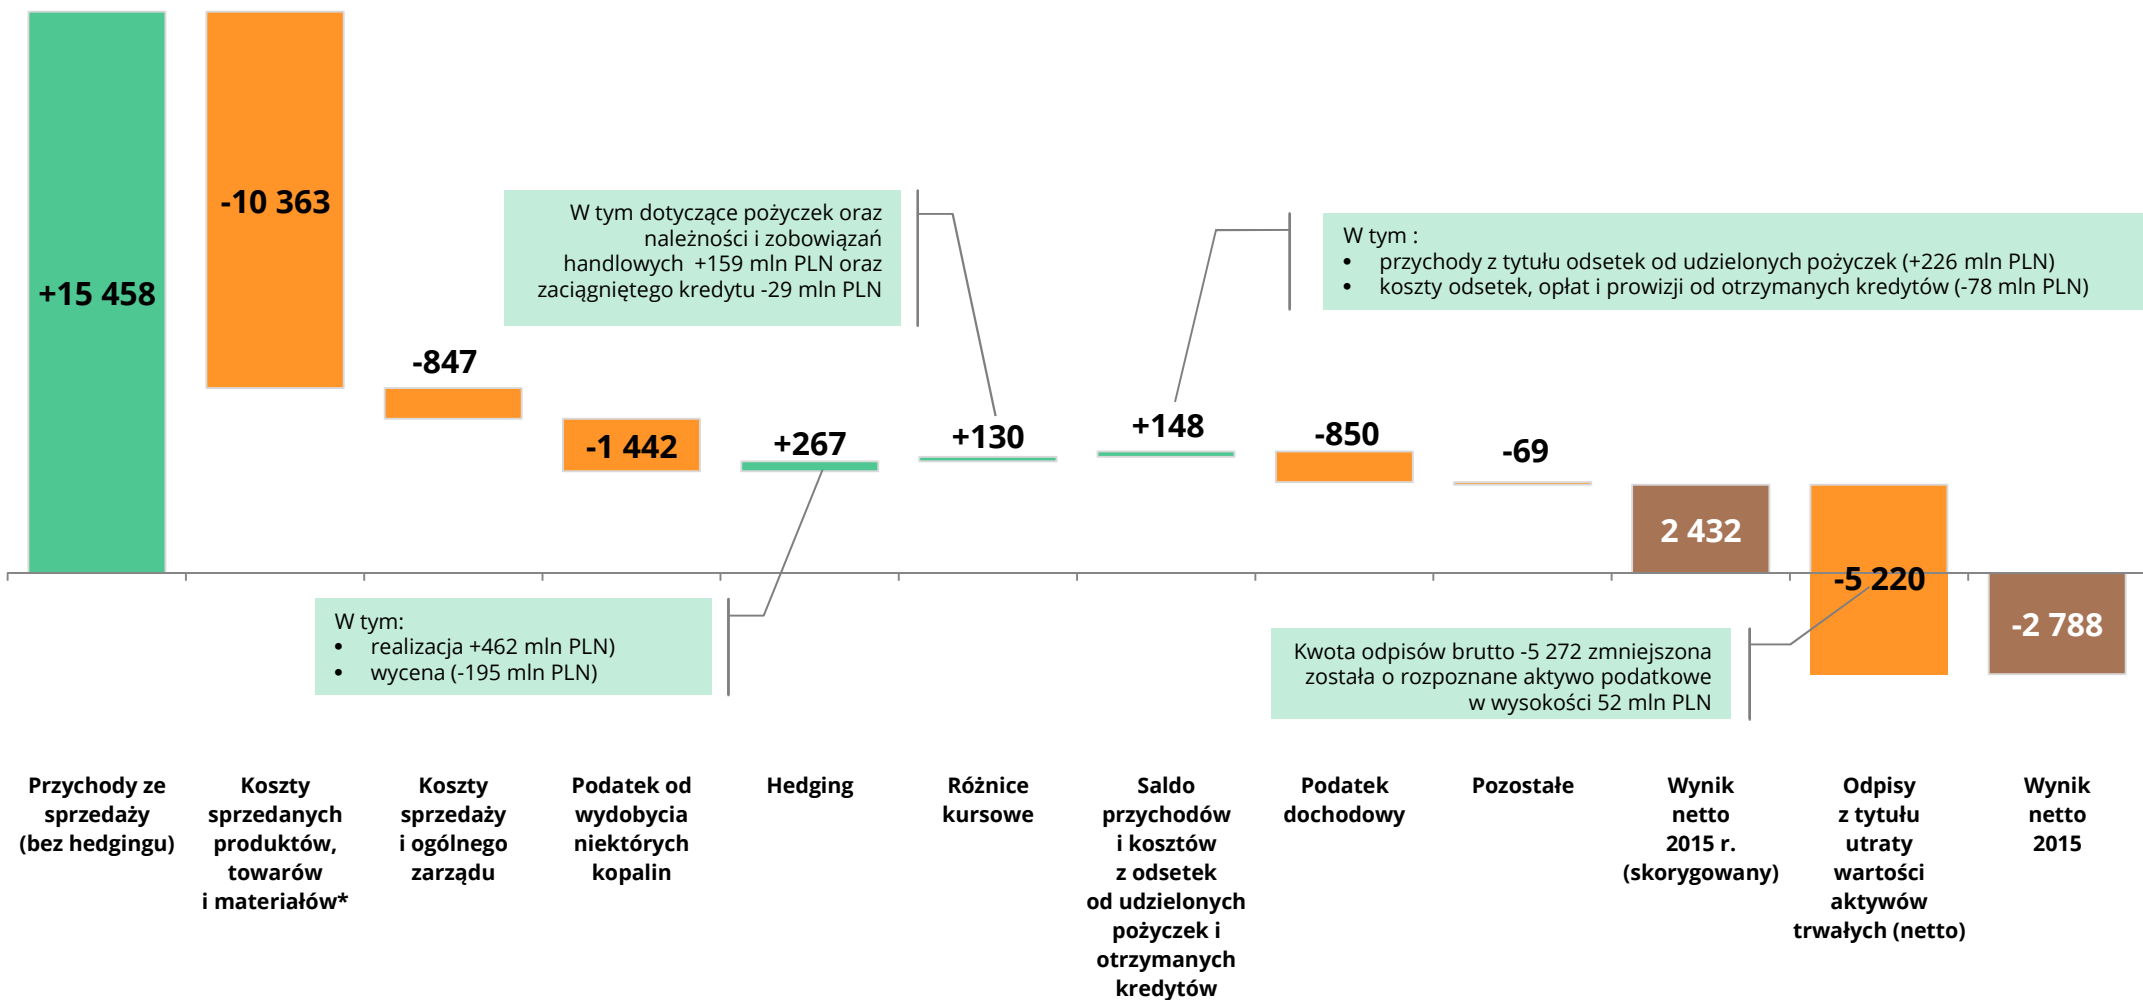 +15 458
-10 363
-847
-1 442
+267
+130
+148
-850
-69
2 432
-5 220
-2 788
W tym dotyczące pożyczek oraz
należności i zobowiązań
handlowych  +159 mln PLN oraz
zaciągniętego kredytu -29 mln PLN
W tym :
• przychody z tytułu odsetek od udzielonych pożyczek (+226 mln PLN)
• koszty odsetek, opłat i prowizji od otrzymanych kredytów (-78 mln PLN)
W tym:
• realizacja +462 mln PLN)
• wycena (-195 mln PLN)
Kwota odpisów brutto -5 272 zmniejszona
została o rozpoznane aktywo podatkowe
w wysokości 52 mln PLN
Przychody ze
sprzedaży
(bez hedgingu)
Koszty
sprzedanych
produktów,
towarów
i materiałów*
Koszty
sprzedaży
i ogólnego
zarządu
Podatek od
wydobycia
niektórych
kopalin
Hedging
Różnice
kursowe
Saldo
przychodów
i kosztów
z odsetek
od udzielonych
pożyczek i
otrzymanych
kredytów
Podatek
dochodowy
Pozostałe
Wynik
netto
2015 r.
(skorygowany)
Odpisy
z tytułu
utraty
wartości
aktywów
trwałych (netto)
Wynik
netto
2015